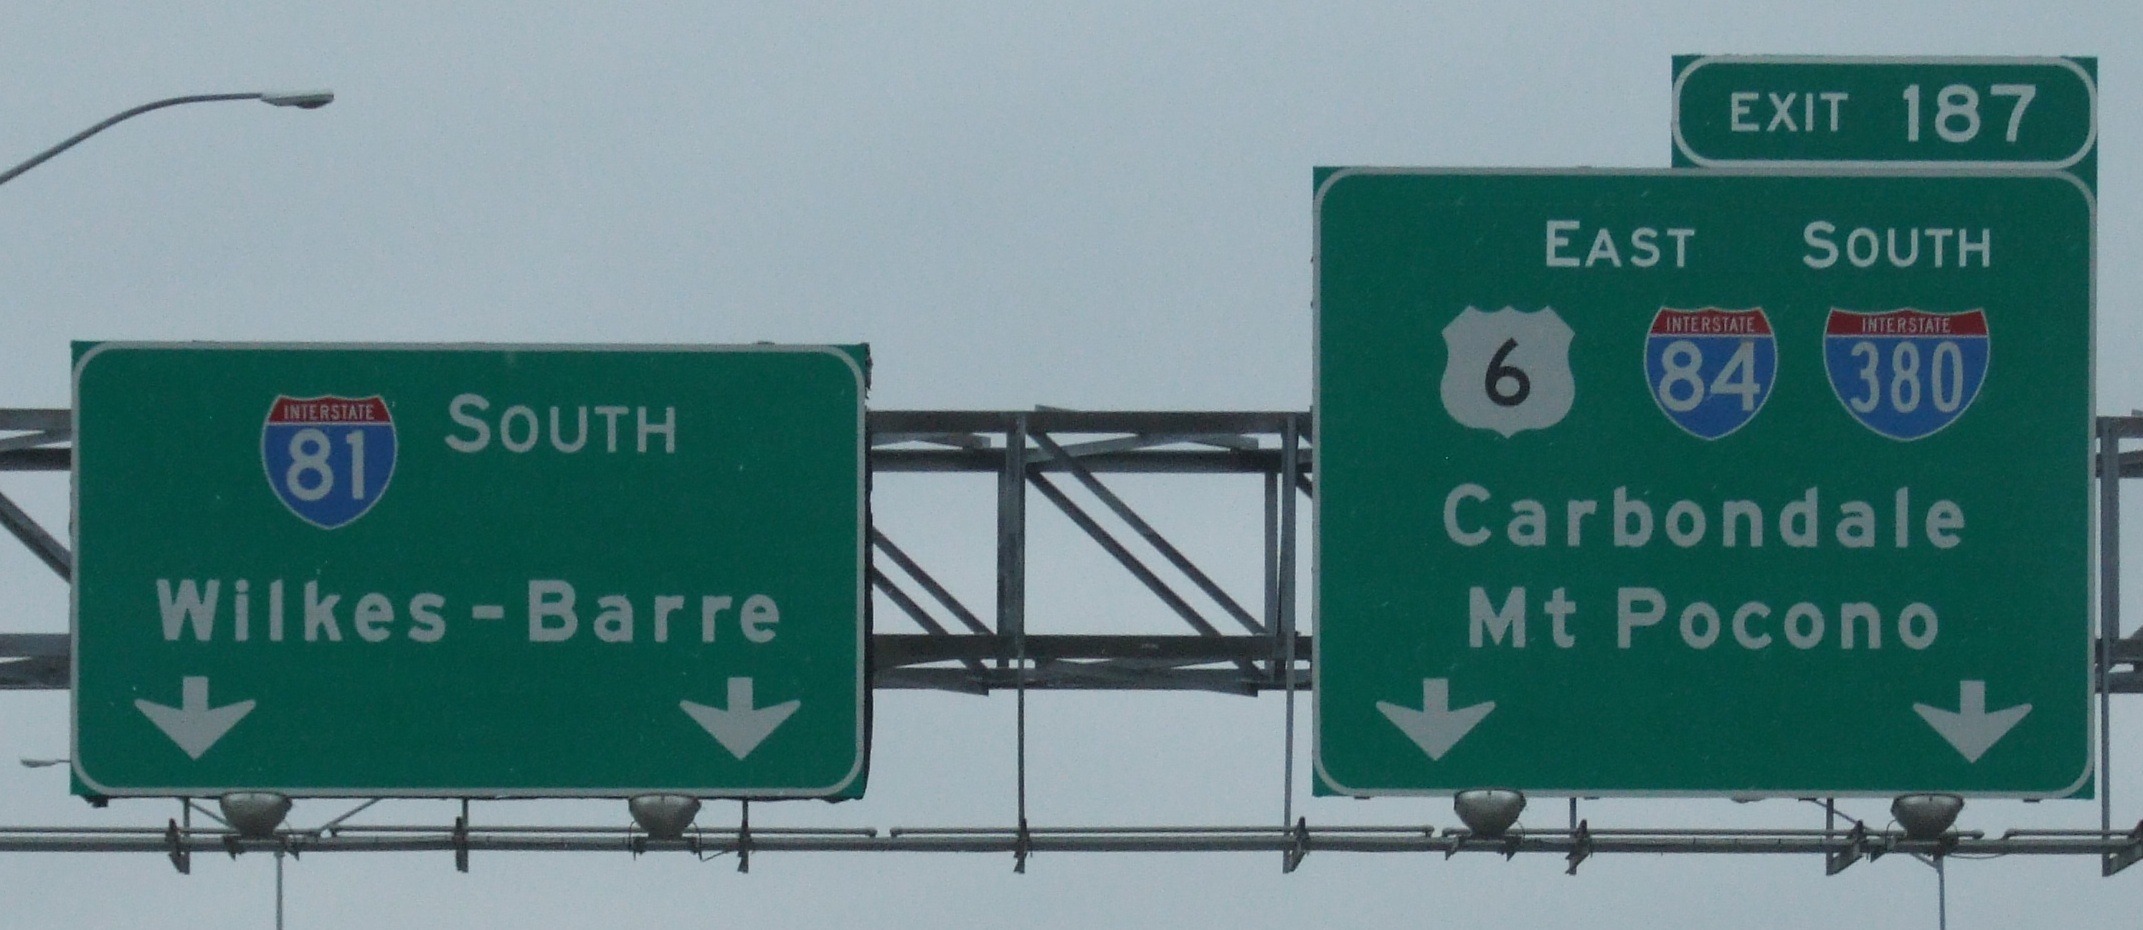 INTERSTATE
81 SOUTH
Wilkes-Barre
EXIT 187
EAST SOUTH
INTERSTATE INTERSTATE
6 84 380
Carbondale
Mt Pocono